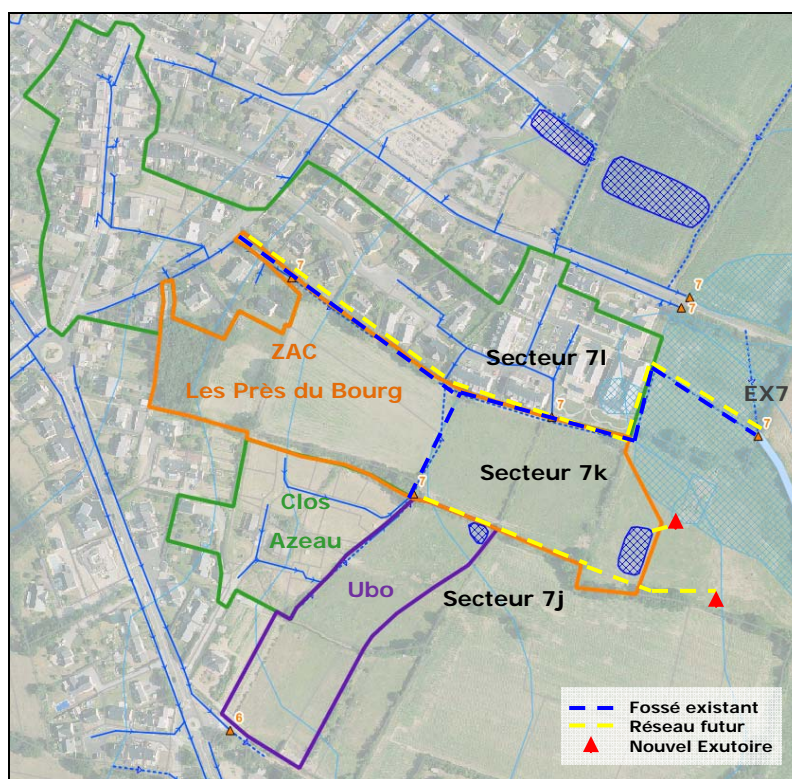 7
7
7
Secteur 7l
ZAC
Les Près du Bourg
EX7
7
7
Secteur 7k
7
Clos
Azeau
Ubo
Secteur 7j
6
Fossé existant
Réseau futur
Nouvel Exutoire